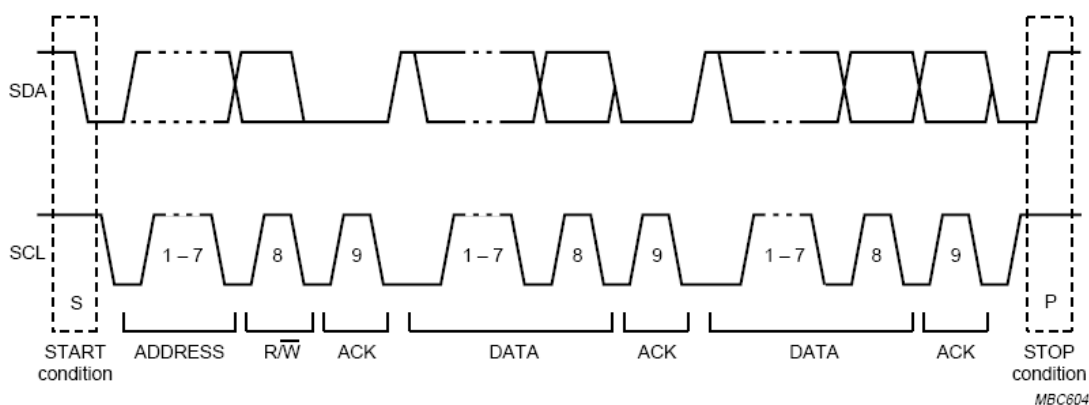 SDA
SCL
1 – 7
8
9
1 – 7
8
9
1 – 7
8
9
S
P
START
condition
ADDRESS
R/W̅
ACK
DATA
ACK
DATA
ACK
STOP
condition
MBC604